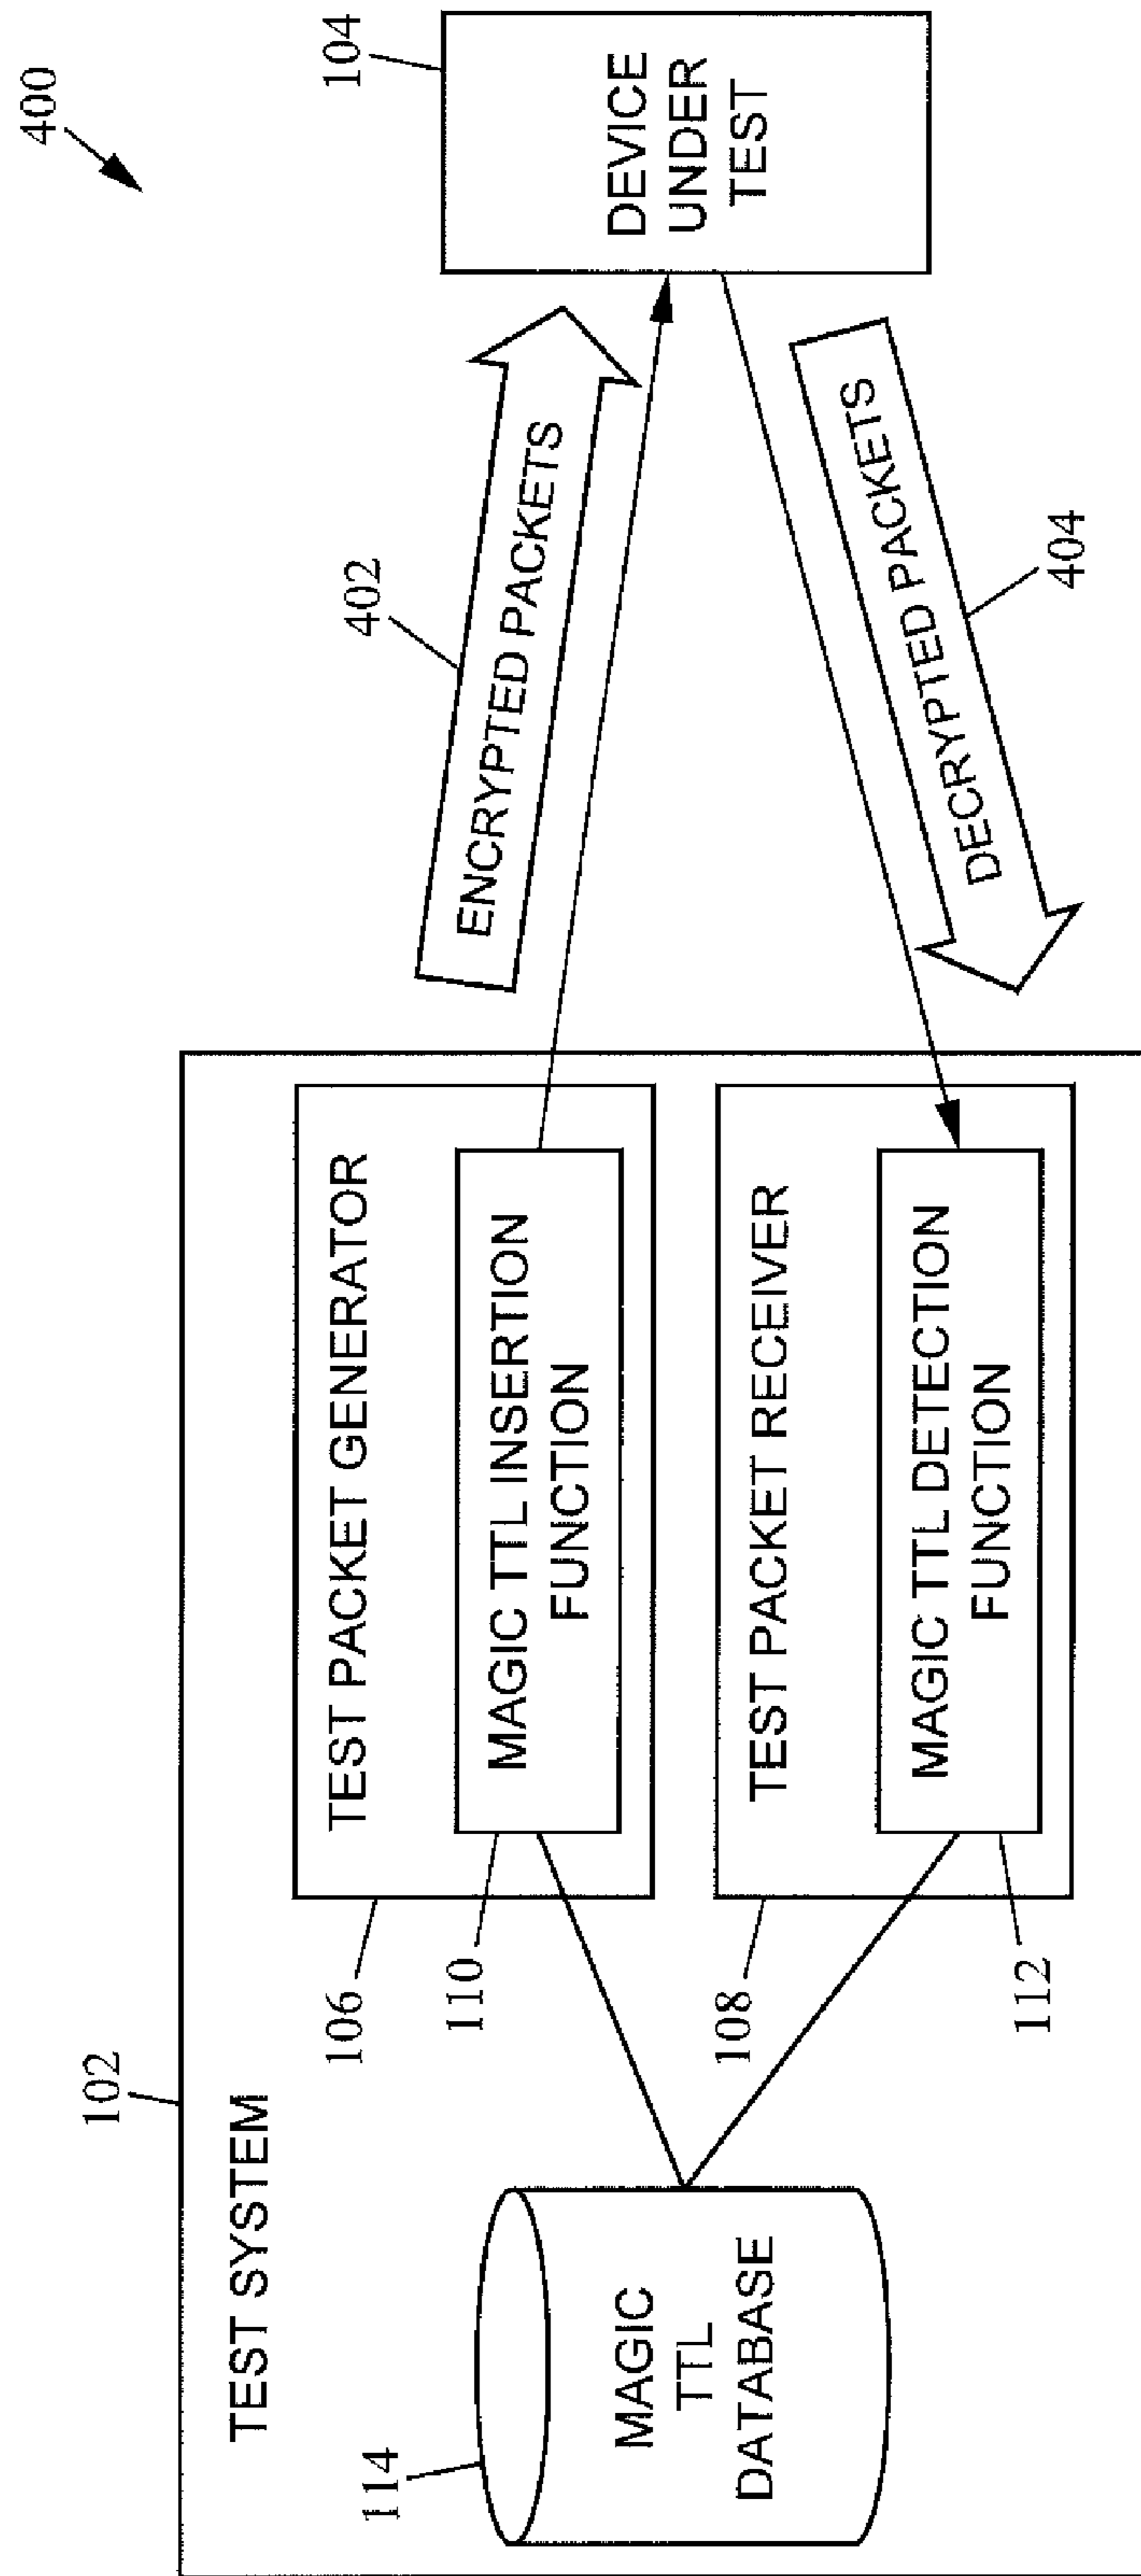 400
102
TEST SYSTEM
114
MAGIC
TTL
DATABASE
106
TEST PACKET GENERATOR
110
MAGIC TTL INSERTION
FUNCTION
108
TEST PACKET RECEIVER
112
MAGIC TTL DETECTION
FUNCTION
402
ENCRYPTED PACKETS
104
DEVICE
UNDER
TEST
DECRYPTED PACKETS
404